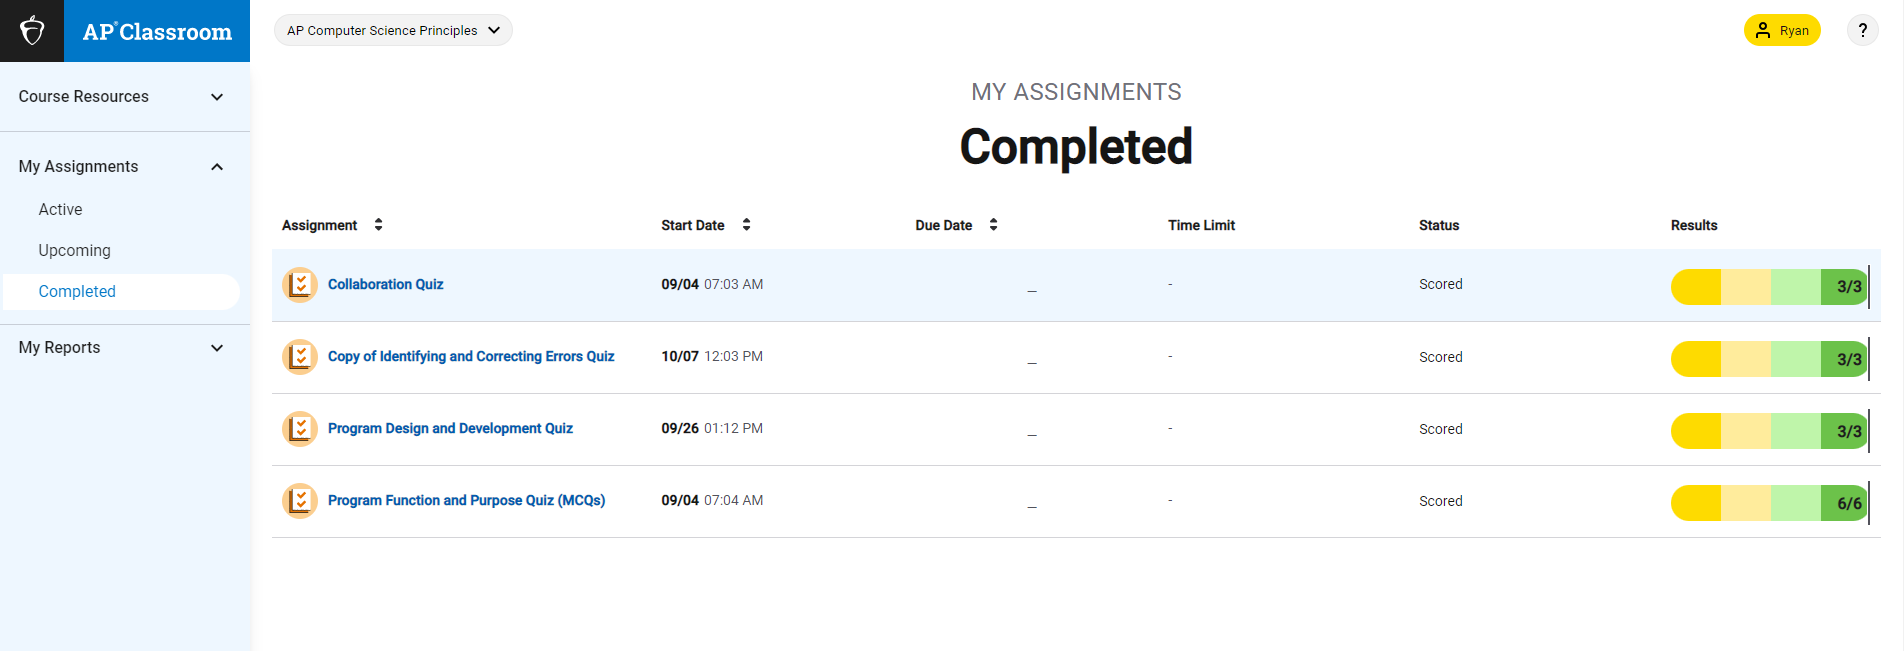 AP® Classroom
AP Computer Science Principles
Ryan
?
Course Resources
My Assignments
Active
Upcoming
Completed
My Reports
MY ASSIGNMENTS
Completed
Assignment Start Date Due Date Time Limit Status Results
Collaboration Quiz 09/04 07:03 AM _ - Scored 3/3
Copy of Identifying and Correcting Errors Quiz 10/07 12:03 PM _ - Scored 3/3
Program Design and Development Quiz 09/26 01:12 PM _ - Scored 3/3
Program Function and Purpose Quiz (MCQs) 09/04 07:04 AM _ - Scored 6/6